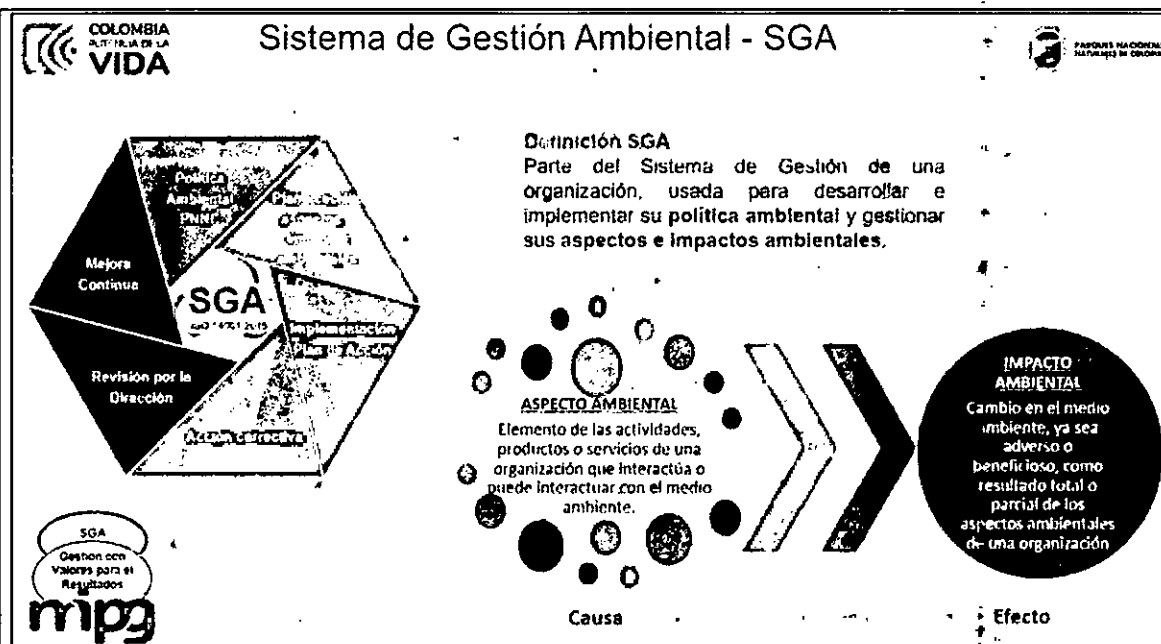 COLOMBIA
POTENCIA DE LA
VIDA
Sistema de Gestión Ambiental - SGA
PARQUES NACIONALES
NATURALES DE COLOMBIA
Definición SGA
Parte del Sistema de Gestión de una
organización, usada para desarrollar e
implementar su política ambiental y gestionar
sus aspectos e impactos ambientales.
Política
Ambiental
Mejora
Continua
SGA
Implementación
Plan de Acción
Revisión por la
Dirección
Acción correctiva
ASPECTO AMBIENTAL
Elemento de las actividades,
productos o servicios de una
organización que interactúa o
puede interactuar con el medio
ambiente.
IMPACTO
AMBIENTAL
Cambio en el medio
ambiente, ya sea
adverso o
beneficioso, como
resultado total o
parcial de los
aspectos ambientales
de una organización
SGA
Gestion con
Valores para el
Resultados
mipg
Causa
Efecto